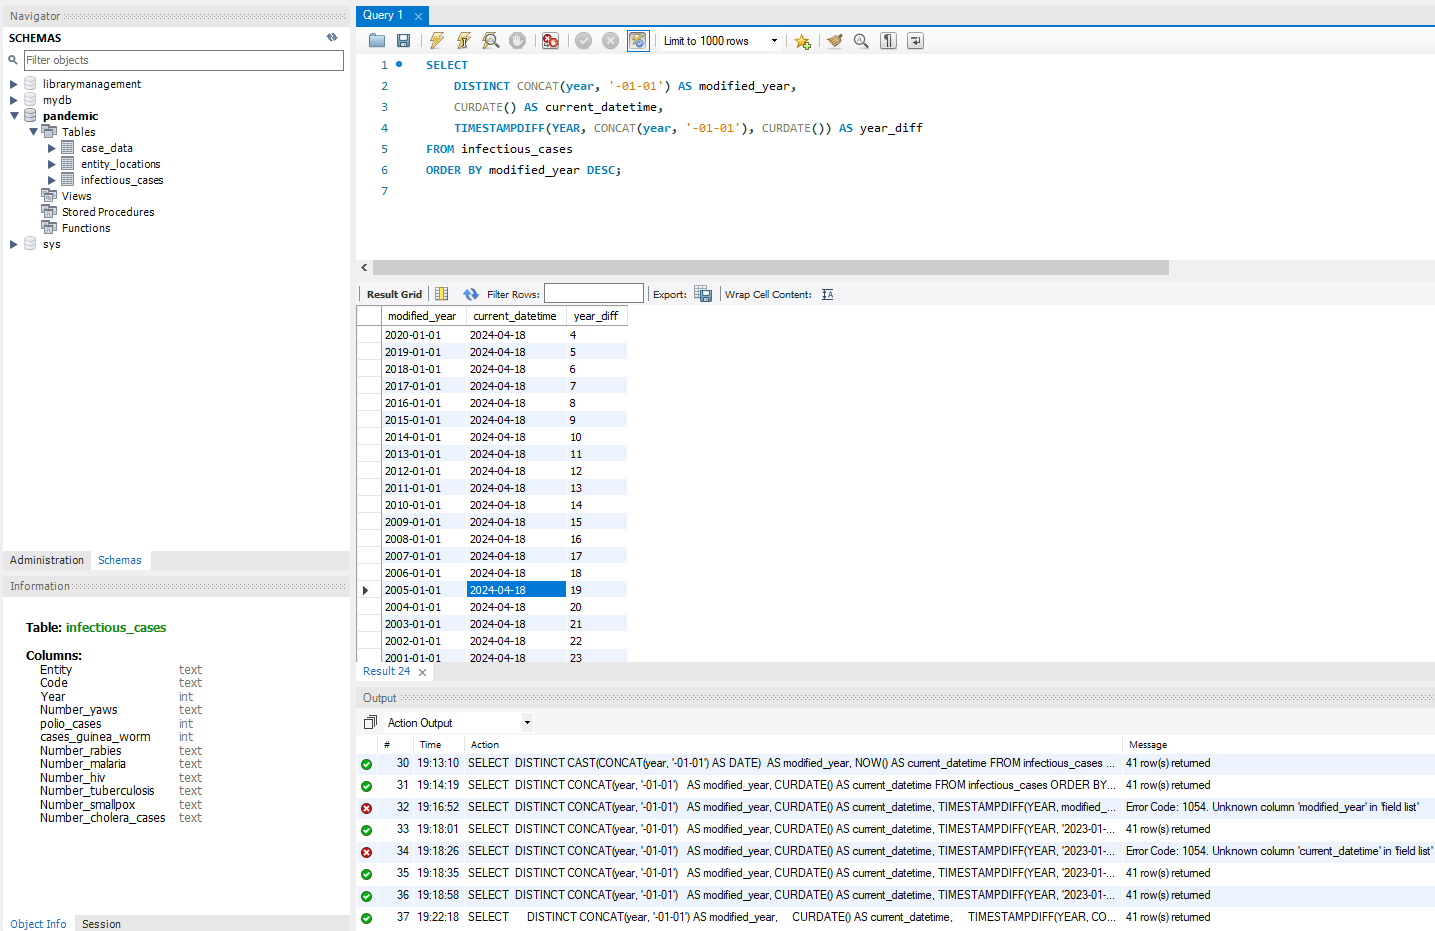 Navigator
SCHEMAS
Filter objects
librarymanagement
mydb
pandemic
Tables
case_data
entity_locations
infectious_cases
Views
Stored Procedures
Functions
sys
Administration Schemas
Information
Table: infectious_cases
Columns:
Entity text
Code text
Year int
Number_yaws text
polio_cases int
cases_guinea_worm int
Number_rabies text
Number_malaria text
Number_hiv text
Number_tuberculosis text
Number_smallpox text
Number_cholera_cases text
Object Info Session
Query 1
Limit to 1000 rows
1 SELECT
2 DISTINCT CONCAT(year, '-01-01') AS modified_year,
3 CURDATE() AS current_datetime,
4 TIMESTAMPDIFF(YEAR, CONCAT(year, '-01-01'), CURDATE()) AS year_diff
5 FROM infectious_cases
6 ORDER BY modified_year DESC;
7
Result Grid Filter Rows: Export: Wrap Cell Content:
modified_year current_datetime year_diff
2020-01-01 2024-04-18 4
2019-01-01 2024-04-18 5
2018-01-01 2024-04-18 6
2017-01-01 2024-04-18 7
2016-01-01 2024-04-18 8
2015-01-01 2024-04-18 9
2014-01-01 2024-04-18 10
2013-01-01 2024-04-18 11
2012-01-01 2024-04-18 12
2011-01-01 2024-04-18 13
2010-01-01 2024-04-18 14
2009-01-01 2024-04-18 15
2008-01-01 2024-04-18 16
2007-01-01 2024-04-18 17
2006-01-01 2024-04-18 18
2005-01-01 2024-04-18 19
2004-01-01 2024-04-18 20
2003-01-01 2024-04-18 21
2002-01-01 2024-04-18 22
2001-01-01 2024-04-18 23
Result 24
Output
Action Output
# Time Action Message
30 19:13:10 SELECT DISTINCT CAST(CONCAT(year, '-01-01') AS DATE) AS modified_year, NOW() AS current_datetime FROM infectious_cases ... 41 row(s) returned
31 19:14:19 SELECT DISTINCT CONCAT(year, '-01-01') AS modified_year, CURDATE() AS current_datetime FROM infectious_cases ORDER BY... 41 row(s) returned
32 19:16:52 SELECT DISTINCT CONCAT(year, '-01-01') AS modified_year, CURDATE() AS current_datetime, TIMESTAMPDIFF(YEAR, modified_... Error Code: 1054. Unknown column 'modified_year' in 'field list'
33 19:18:01 SELECT DISTINCT CONCAT(year, '-01-01') AS modified_year, CURDATE() AS current_datetime, TIMESTAMPDIFF(YEAR, '2023-01-... 41 row(s) returned
34 19:18:26 SELECT DISTINCT CONCAT(year, '-01-01') AS modified_year, CURDATE() AS current_datetime, TIMESTAMPDIFF(YEAR, '2023-01-... Error Code: 1054. Unknown column 'current_datetime' in 'field list'
35 19:18:35 SELECT DISTINCT CONCAT(year, '-01-01') AS modified_year, CURDATE() AS current_datetime, TIMESTAMPDIFF(YEAR, '2023-01-... 41 row(s) returned
36 19:18:58 SELECT DISTINCT CONCAT(year, '-01-01') AS modified_year, CURDATE() AS current_datetime, TIMESTAMPDIFF(YEAR, '2023-01-... 41 row(s) returned
37 19:22:18 SELECT DISTINCT CONCAT(year, '-01-01') AS modified_year, CURDATE() AS current_datetime, TIMESTAMPDIFF(YEAR, CO... 41 row(s) returned